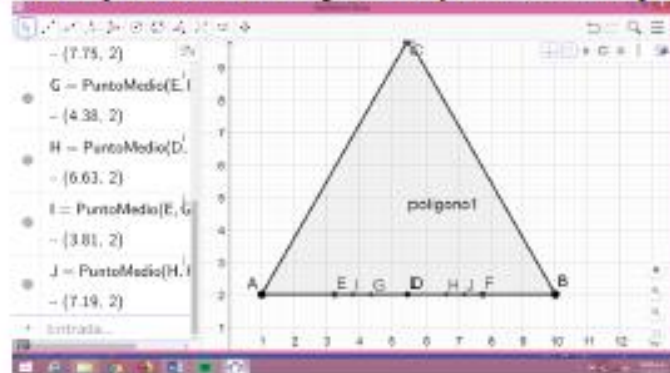 ≈ (7.75, 2)
G = PuntoMedio(E,
≈ (4.38, 2)
H = PuntoMedio(D,
≈ (6.63, 2)
I = PuntoMedio(E, G
≈ (3.81, 2)
J = PuntoMedio(H,
≈ (7.19, 2)
Entrada...
C
polígono1
A E I G D H J F B
9
8
7
6
5
4
3
2
1
1 2 3 4 5 6 7 8 9 10 11 12